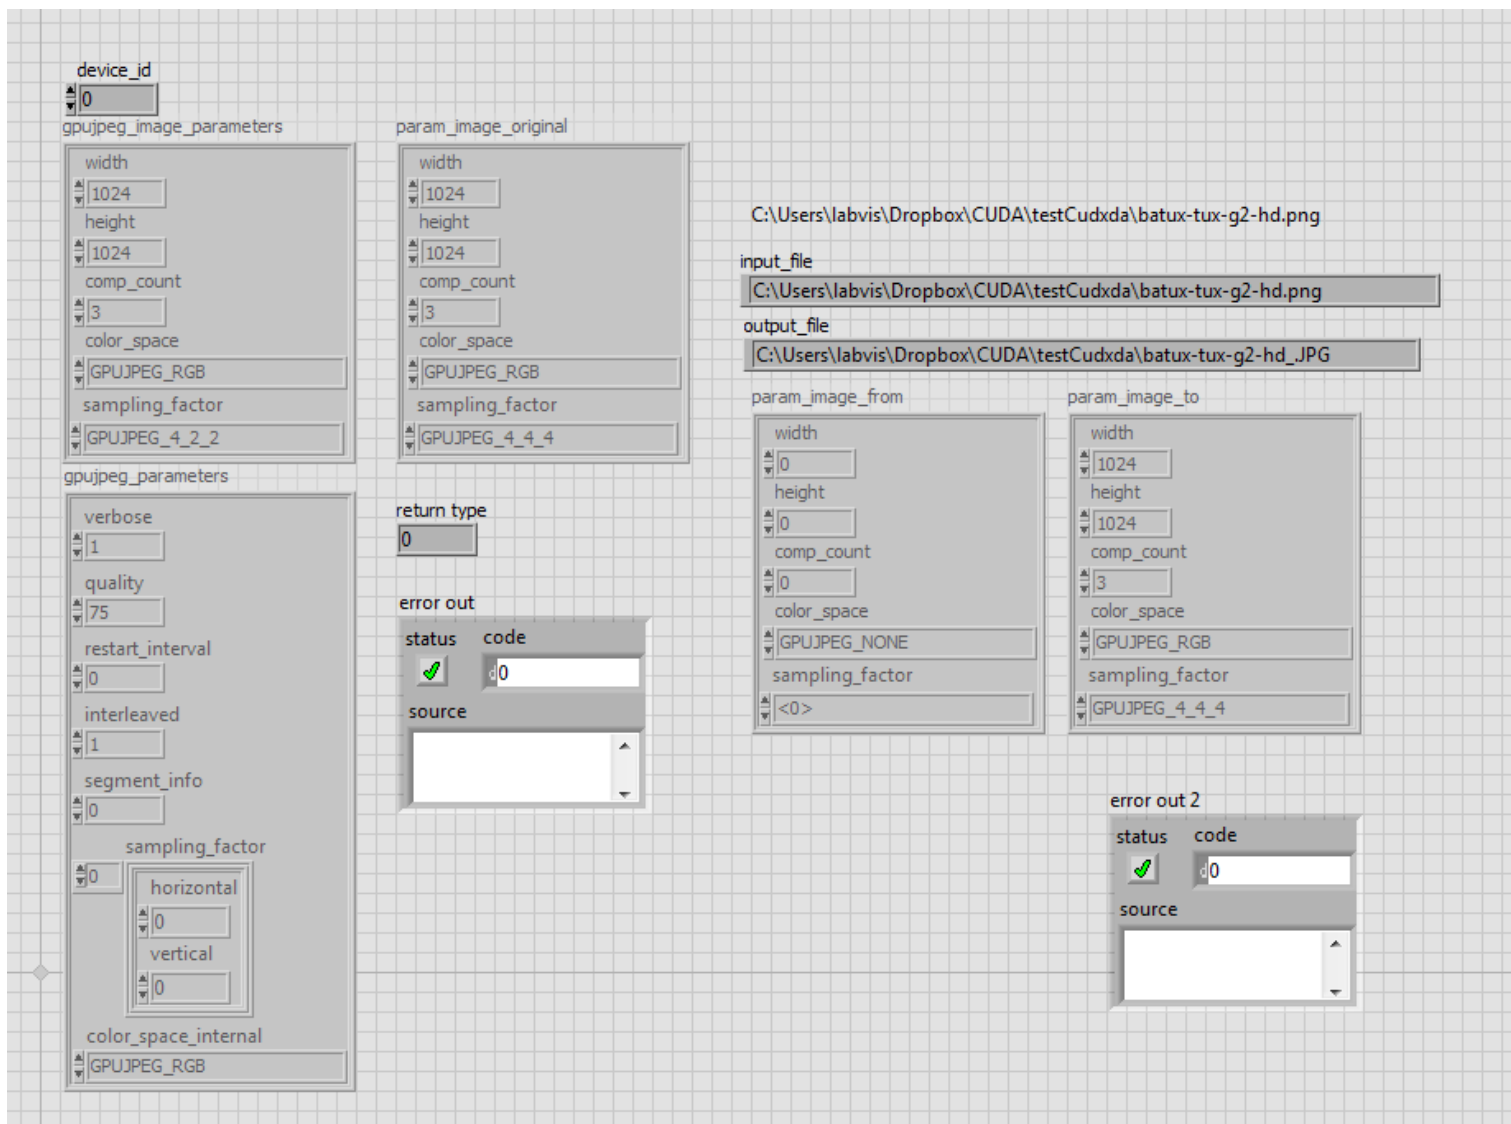 device_id
0
gpujpeg_image_parameters
width
1024
height
1024
comp_count
3
color_space
GPUJPEG_RGB
sampling_factor
GPUJPEG_4_2_2
param_image_original
width
1024
height
1024
comp_count
3
color_space
GPUJPEG_RGB
sampling_factor
GPUJPEG_4_4_4
gpujpeg_parameters
verbose
1
quality
75
restart_interval
0
interleaved
1
segment_info
0
sampling_factor
0
horizontal
0
vertical
0
color_space_internal
GPUJPEG_RGB
return type
0
error out
status code
d0
source
C:\Users\labvis\Dropbox\CUDA\testCudxda\batux-tux-g2-hd.png
input_file
C:\Users\labvis\Dropbox\CUDA\testCudxda\batux-tux-g2-hd.png
output_file
C:\Users\labvis\Dropbox\CUDA\testCudxda\batux-tux-g2-hd_.JPG
param_image_from
width
0
height
0
comp_count
0
color_space
GPUJPEG_NONE
sampling_factor
<0>
param_image_to
width
1024
height
1024
comp_count
3
color_space
GPUJPEG_RGB
sampling_factor
GPUJPEG_4_4_4
error out 2
status code
d0
source